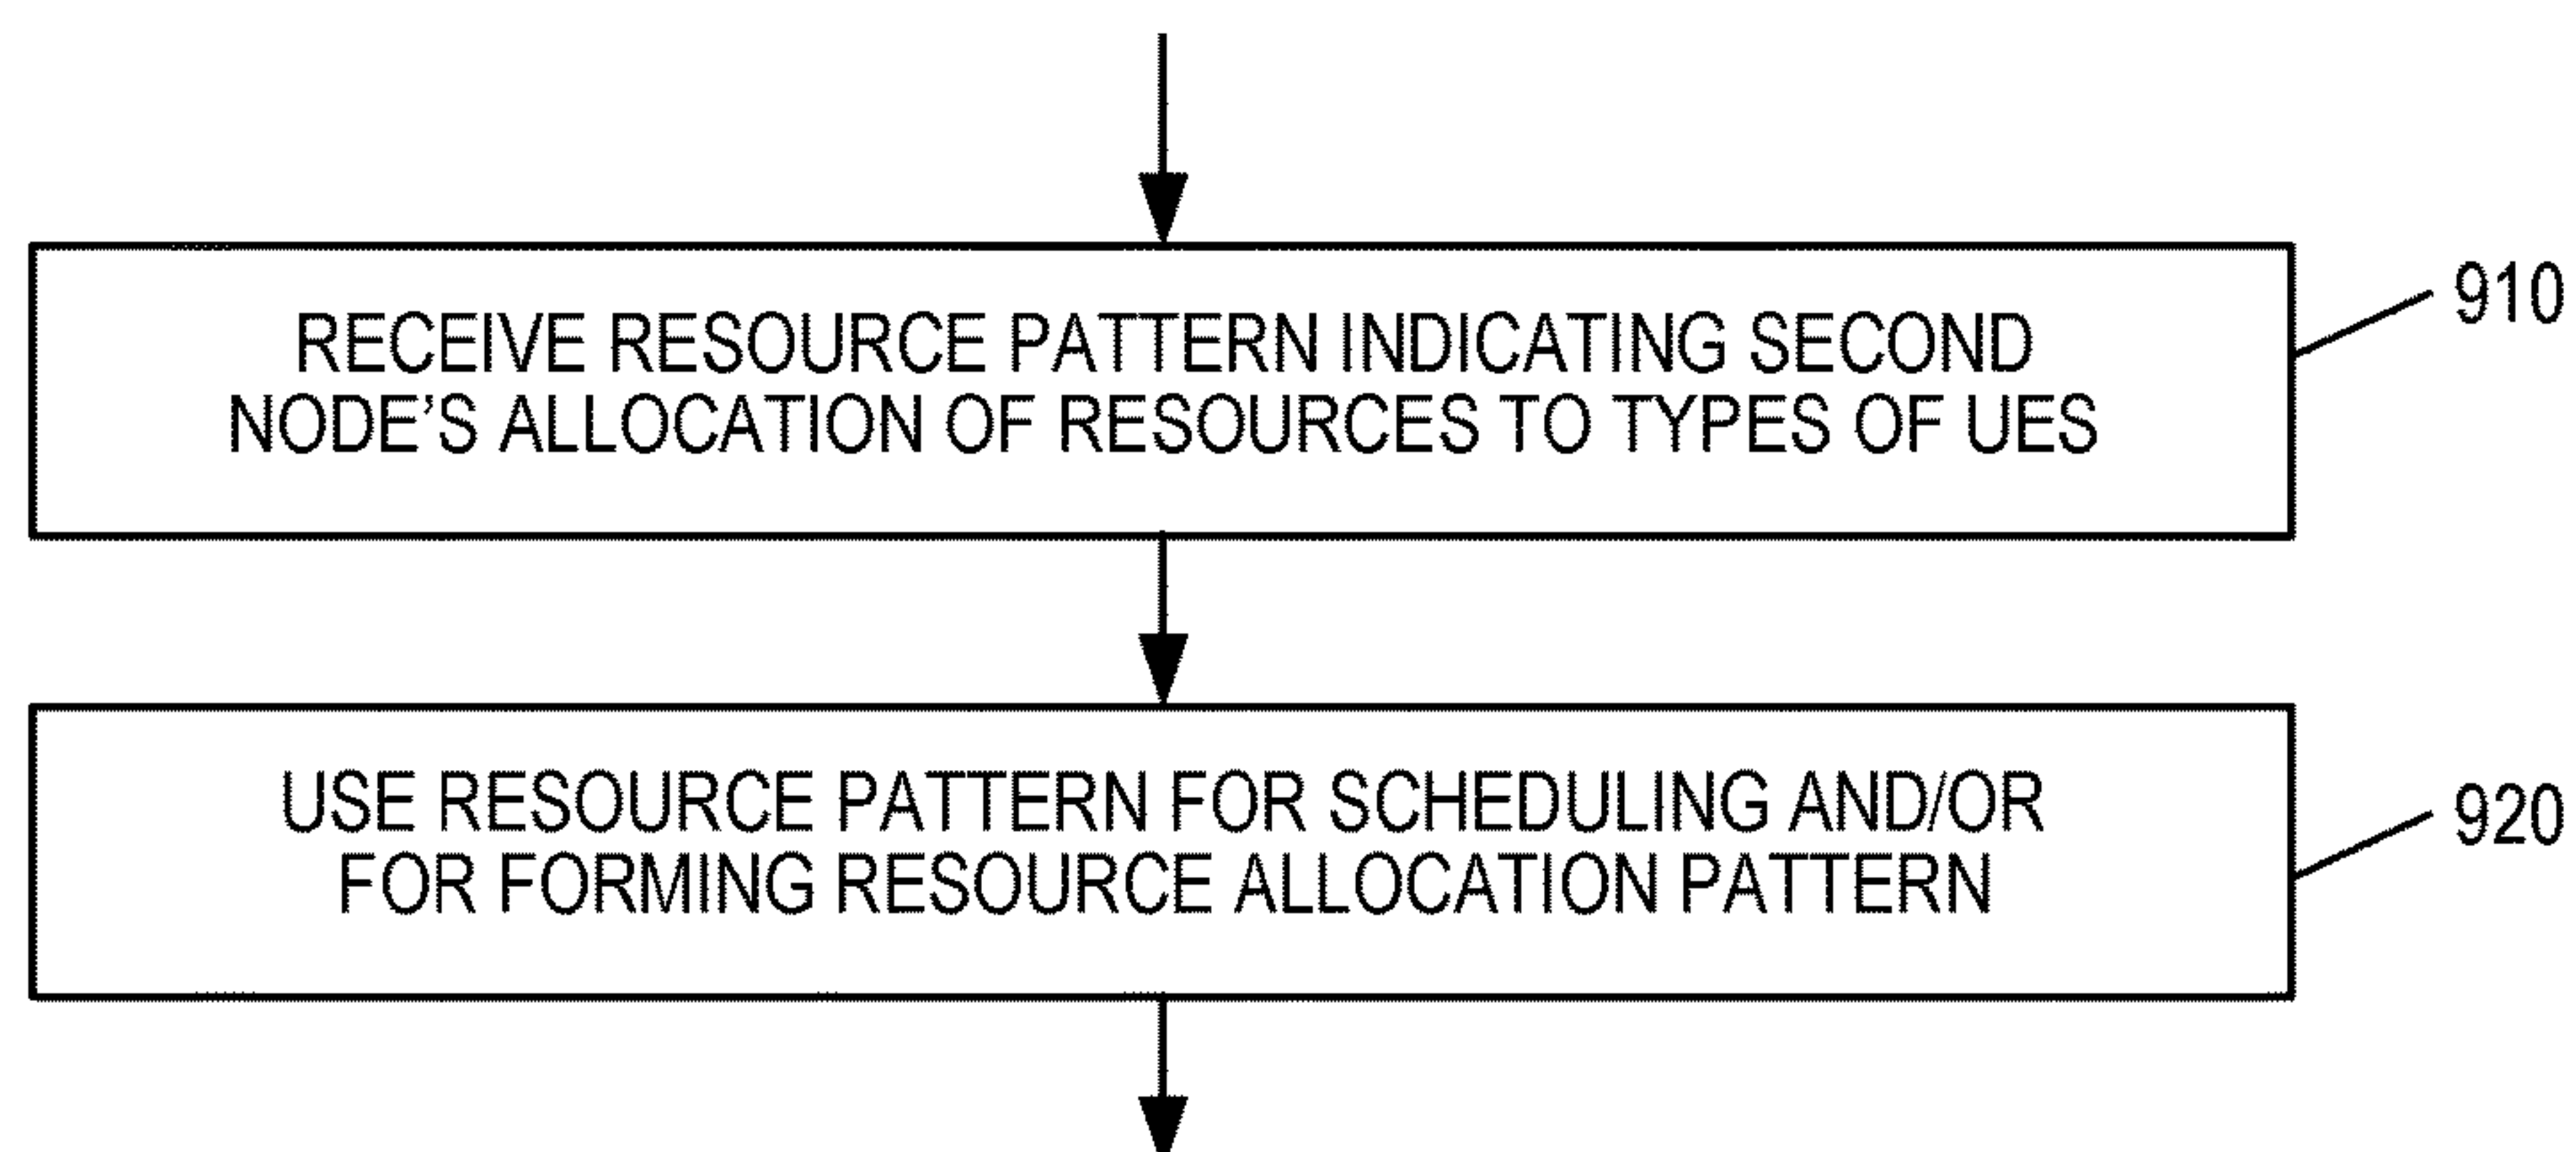 RECEIVE RESOURCE PATTERN INDICATING SECOND
NODE’S ALLOCATION OF RESOURCES TO TYPES OF UES
910
USE RESOURCE PATTERN FOR SCHEDULING AND/OR
FOR FORMING RESOURCE ALLOCATION PATTERN
920